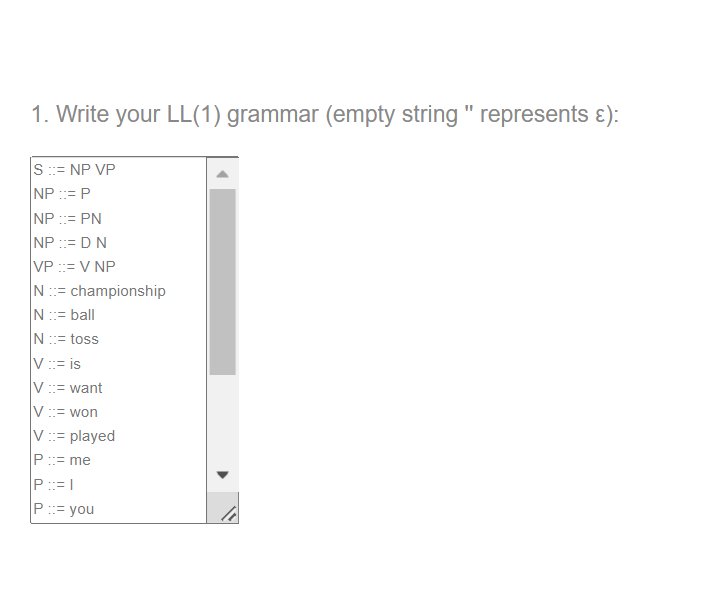 1. Write your LL(1) grammar (empty string '' represents ε):
S ::= NP VP
NP ::= P
NP ::= PN
NP ::= D N
VP ::= V NP
N ::= championship
N ::= ball
N ::= toss
V ::= is
V ::= want
V ::= won
V ::= played
P ::= me
P ::= I
P ::= you